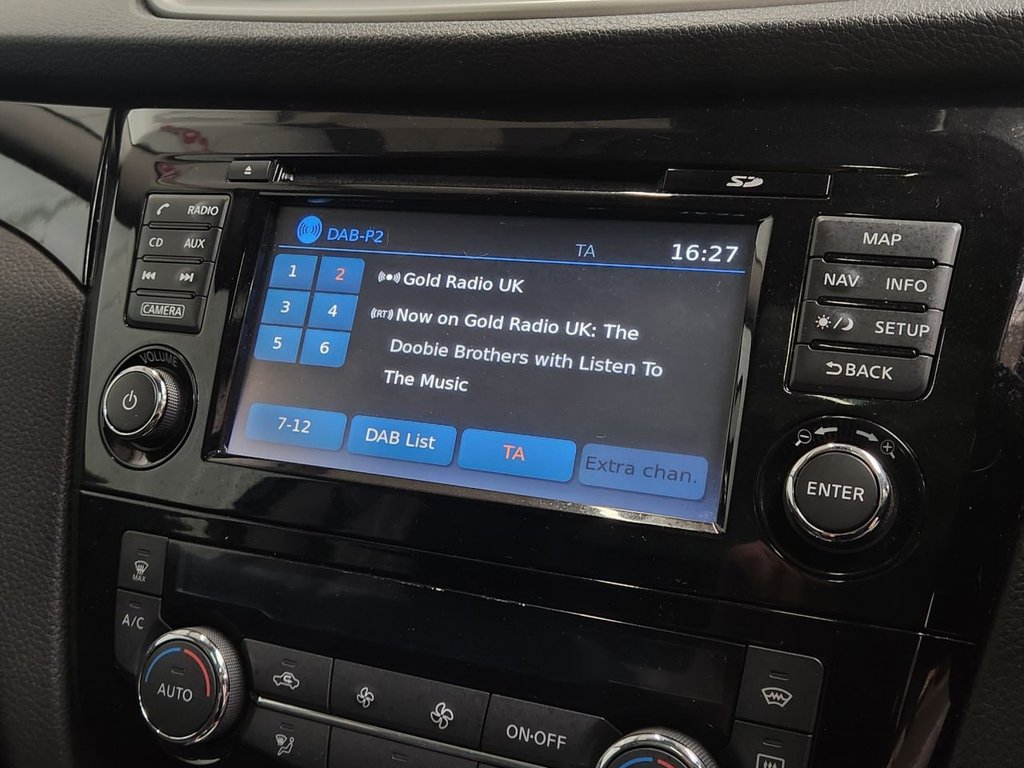 SD
RADIO
CD AUX
CAMERA
VOLUME
DAB-P2 TA 16:27
1 2
3 4
5 6
Gold Radio UK
(RT) Now on Gold Radio UK: The
Doobie Brothers with Listen To
The Music
7-12 DAB List TA Extra chan.
MAP
NAV INFO
SETUP
BACK
ENTER
MAX
A/C
AUTO
ON·OFF